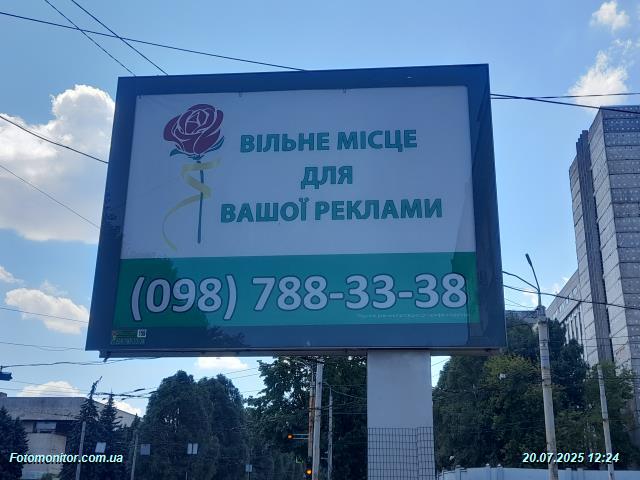 ВІЛЬНЕ МІСЦЕ
ДЛЯ
ВАШОЇ РЕКЛАМИ
(098) 788-33-38
Fotomonitor.com.ua
20.07.2025 12:24